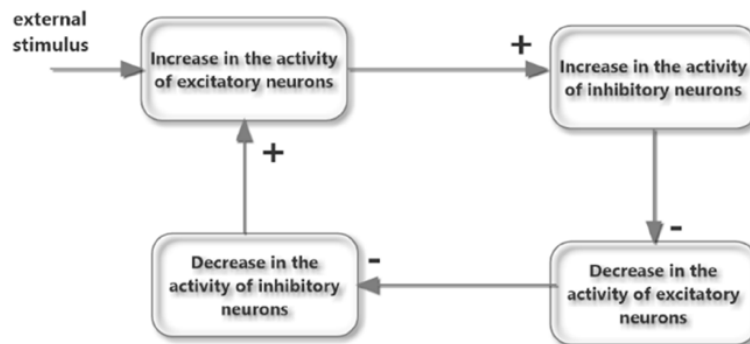 external
stimulus
Increase in the activity
of excitatory neurons
+
Increase in the activity
of inhibitory neurons
+
-
Decrease in the
activity of inhibitory
neurons
-
Decrease in the
activity of excitatory
neurons